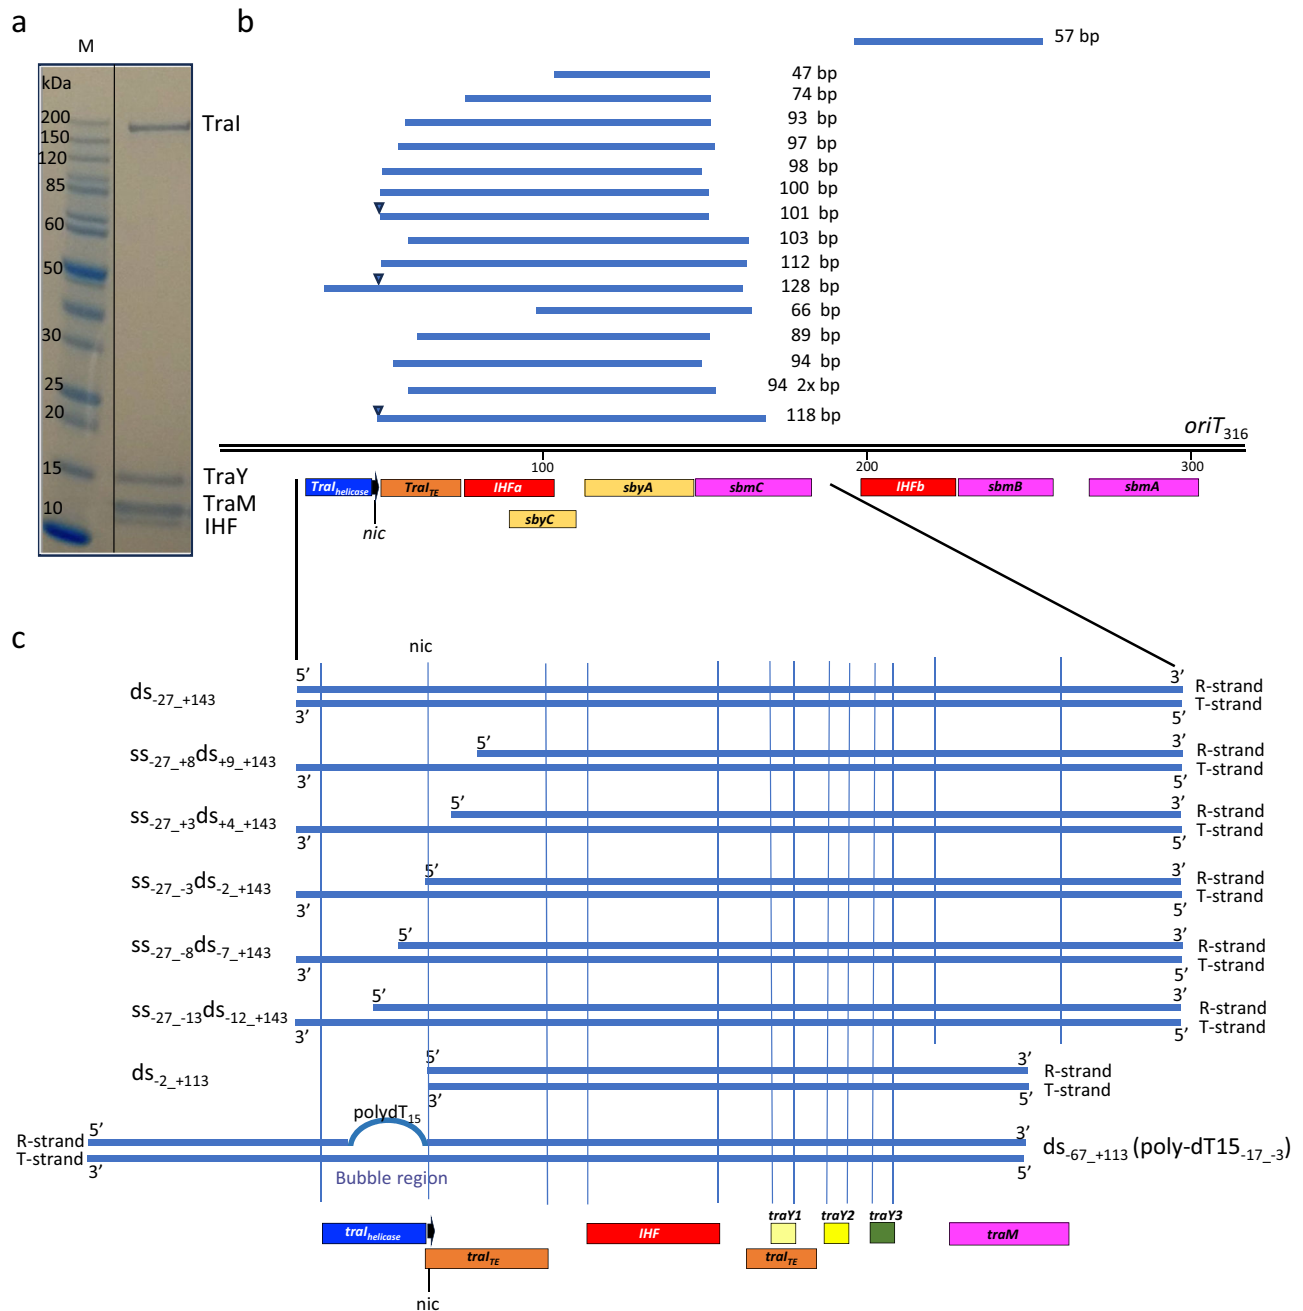 a
b
M
kDa
200
150
120
85
60
50
30
25
20
15
10
TraI
TraY
TraM
IHF
57 bp
47 bp
74 bp
93 bp
97 bp
98 bp
100 bp
101 bp
103 bp
112 bp
128 bp
66 bp
89 bp
94 bp
94 2x bp
118 bp
oriT316
100 200 300
TraIhelicase TraITE IHFa sbyA sbmC IHFb sbmB sbmA
sbyC
nic
c
nic
5’ 3’
ds-27_+143 R-strand
T-strand
3’ 5’
5’ 3’
ss-27_+8ds+9_+143 R-strand
T-strand
3’ 5’
5’ 3’
ss-27_+3ds+4_+143 R-strand
T-strand
3’ 5’
5’ 3’
ss-27_-3ds-2_+143 R-strand
T-strand
3’ 5’
5’ 3’
ss-27_-8ds-7_+143 R-strand
T-strand
3’ 5’
5’ 3’
ss-27_-13ds-12_+143 R-strand
T-strand
3’ 5’
5’ 3’
ds-2_+113 R-strand
T-strand
3’ 5’
polydT15
5’ 3’
R-strand
T-strand
ds-67_+113 (poly-dT15-17_-3)
3’ 5’
Bubble region
traY1 traY2 traY3
traIhelicase IHF traM
traITE traITE
nic